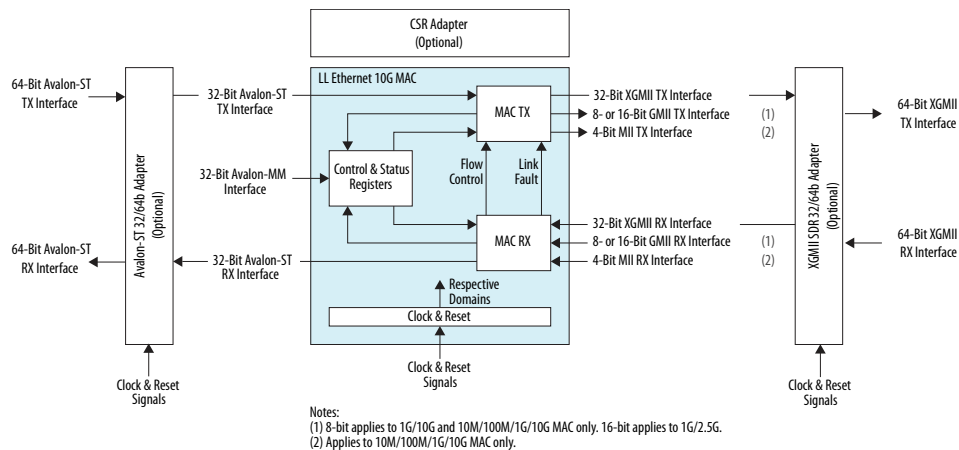 CSR Adapter
(Optional)
LL Ethernet 10G MAC
64-Bit Avalon-ST
TX Interface
32-Bit Avalon-ST
TX Interface
MAC TX
32-Bit XGMII TX Interface
8- or 16-Bit GMII TX Interface (1)
4-Bit MII TX Interface (2)
64-Bit XGMII
TX Interface
Avalon-ST 32/64b Adapter
(Optional)
32-Bit Avalon-MM
Interface
Control & Status
Registers
Flow
Control
Link
Fault
XGMII SDR 32/64b Adapter
(Optional)
64-Bit Avalon-ST
RX Interface
32-Bit Avalon-ST
RX Interface
MAC RX
32-Bit XGMII RX Interface
8- or 16-Bit GMII RX Interface (1)
4-Bit MII RX Interface (2)
64-Bit XGMII
RX Interface
Respective
Domains
Clock & Reset
Clock & Reset
Signals
Clock & Reset
Signals
Clock & Reset
Signals
Notes:
(1) 8-bit applies to 1G/10G and 10M/100M/1G/10G MAC only. 16-bit applies to 1G/2.5G.
(2) Applies to 10M/100M/1G/10G MAC only.